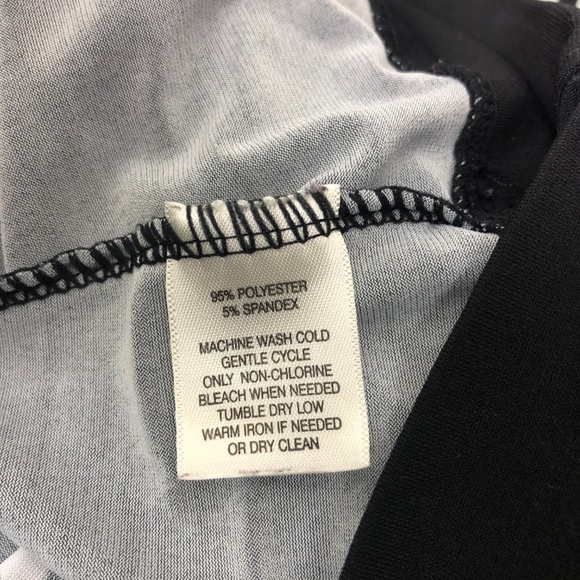 95% POLYESTER
5% SPANDEX
MACHINE WASH COLD
GENTLE CYCLE
ONLY NON-CHLORINE
BLEACH WHEN NEEDED
TUMBLE DRY LOW
WARM IRON IF NEEDED
OR DRY CLEAN